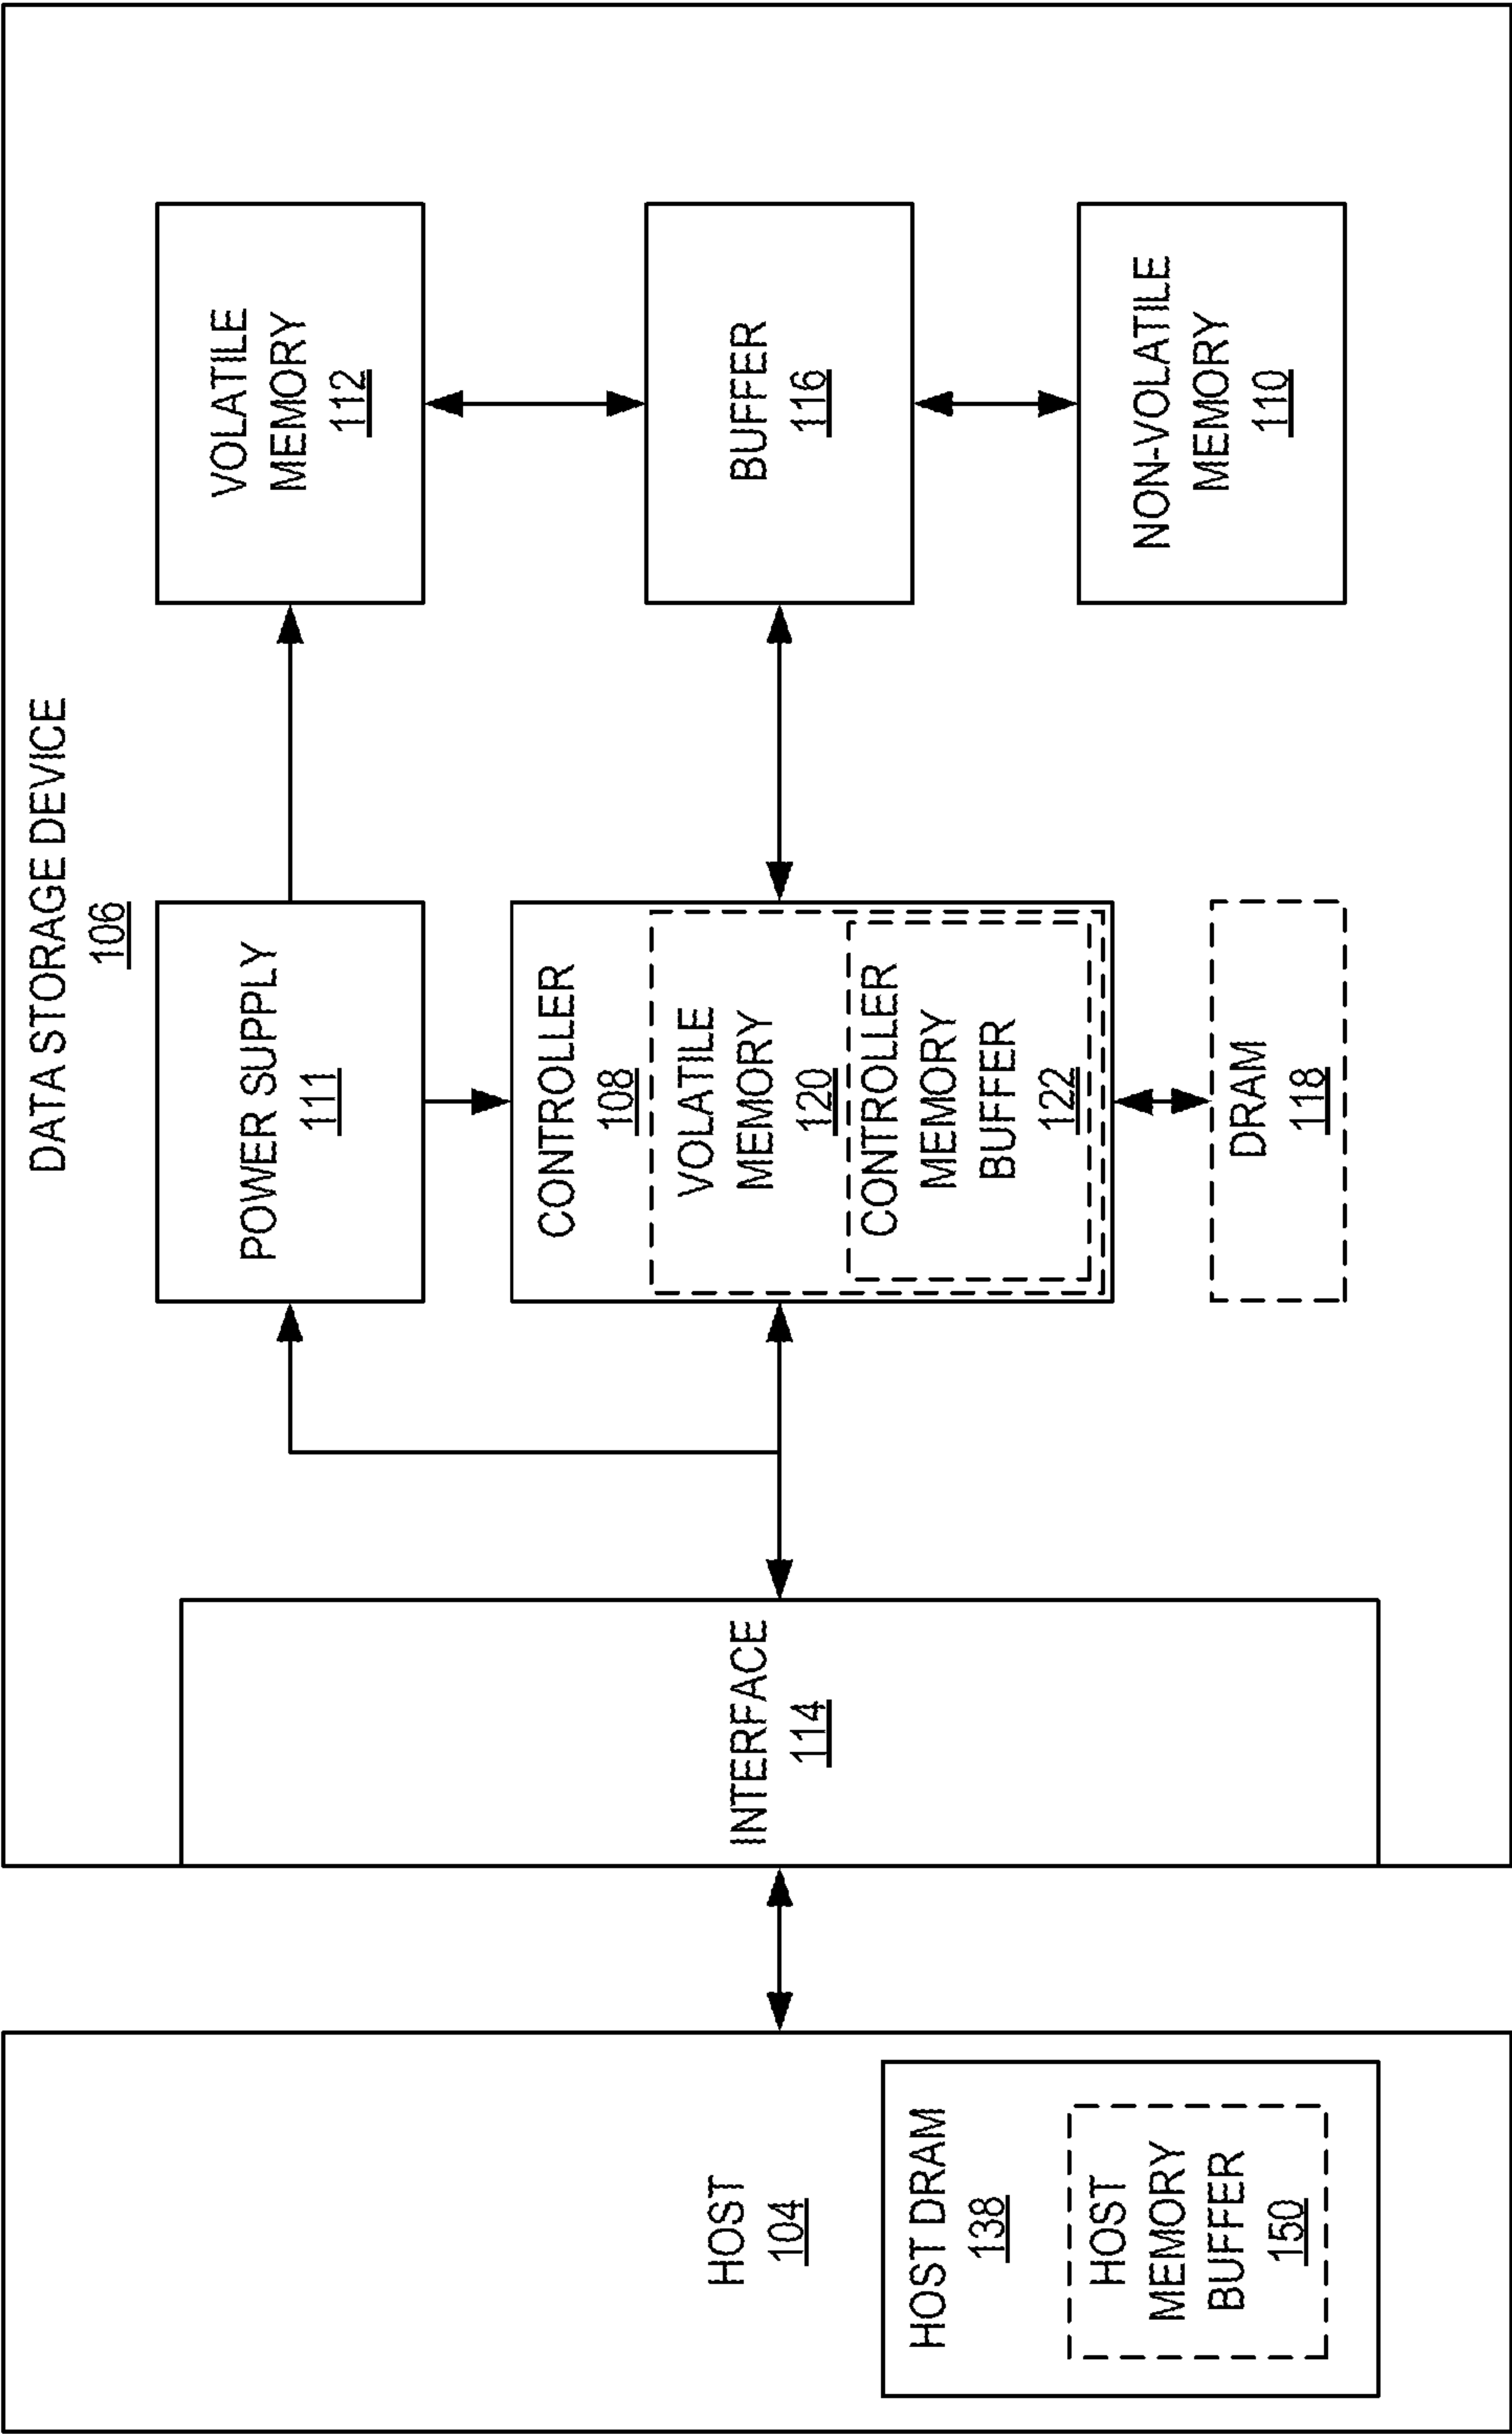 HOST
104
HOST DRAM
138
HOST
MEMORY
BUFFER
150
DATA STORAGE DEVICE
106
INTERFACE
114
POWER SUPPLY
111
CONTROLLER
108
VOLATILE
MEMORY
120
CONTROLLER
MEMORY
BUFFER
122
DRAM
118
VOLATILE
MEMORY
112
BUFFER
116
NON-VOLATILE
MEMORY
110